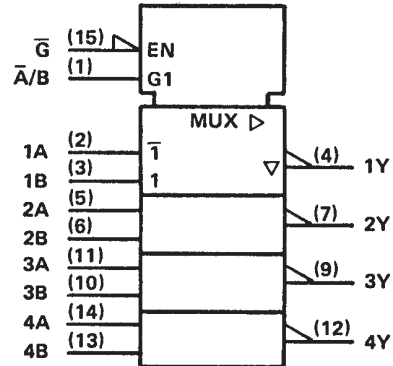 G̅ (15) EN
A̅/B (1) G1
MUX ▷
1A (2) 1̅ (4) 1Y
1B (3) 1 ▽
2A (5) (7) 2Y
2B (6)
3A (11) (9) 3Y
3B (10)
4A (14) (12) 4Y
4B (13)